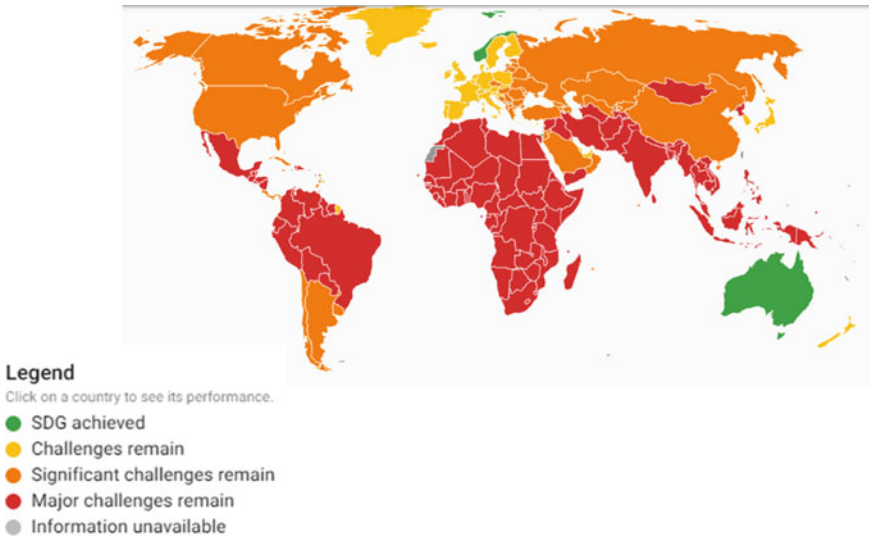 Legend
Click on a country to see its performance.
SDG achieved
Challenges remain
Significant challenges remain
Major challenges remain
Information unavailable